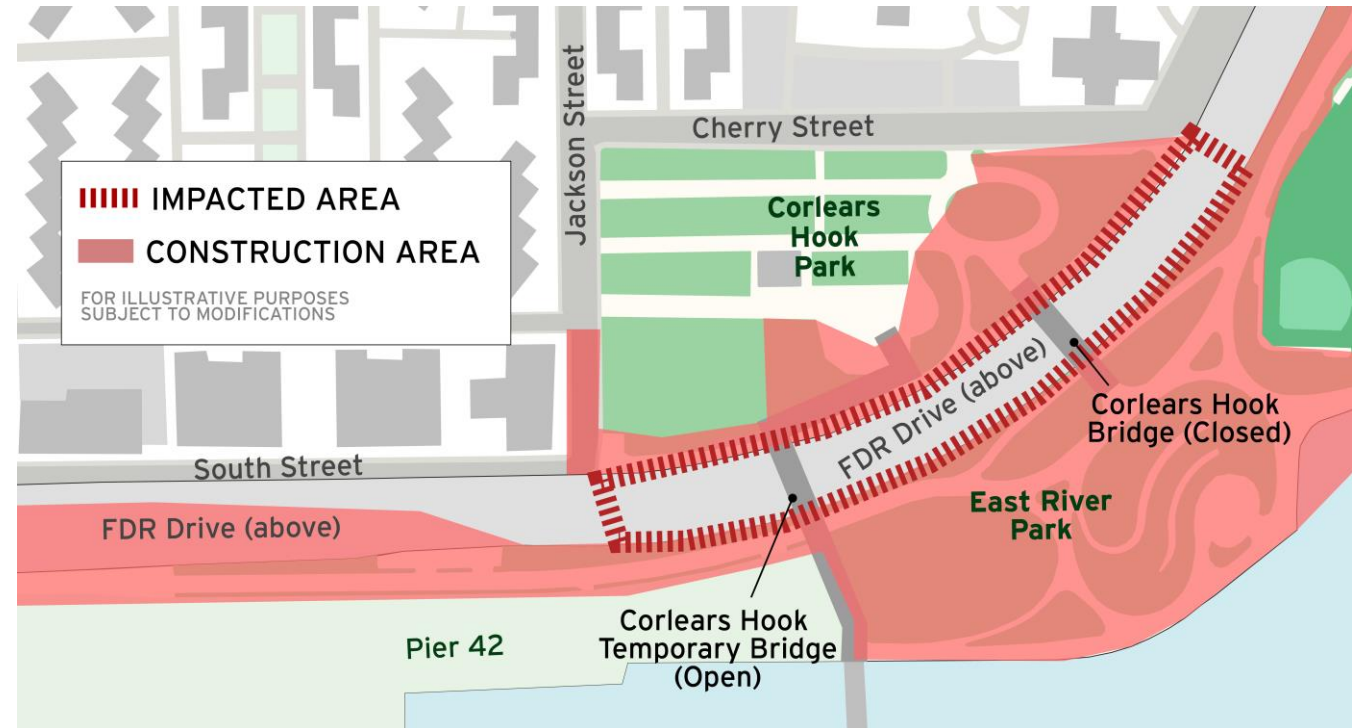 Cherry Street
Jackson Street
IMPACTED AREA
CONSTRUCTION AREA
FOR ILLUSTRATIVE PURPOSES
SUBJECT TO MODIFICATIONS
Corlears
Hook
Park
FDR Drive (above)
Corlears Hook
Bridge (Closed)
South Street
FDR Drive (above)
East River
Park
Corlears Hook
Temporary Bridge
(Open)
Pier 42